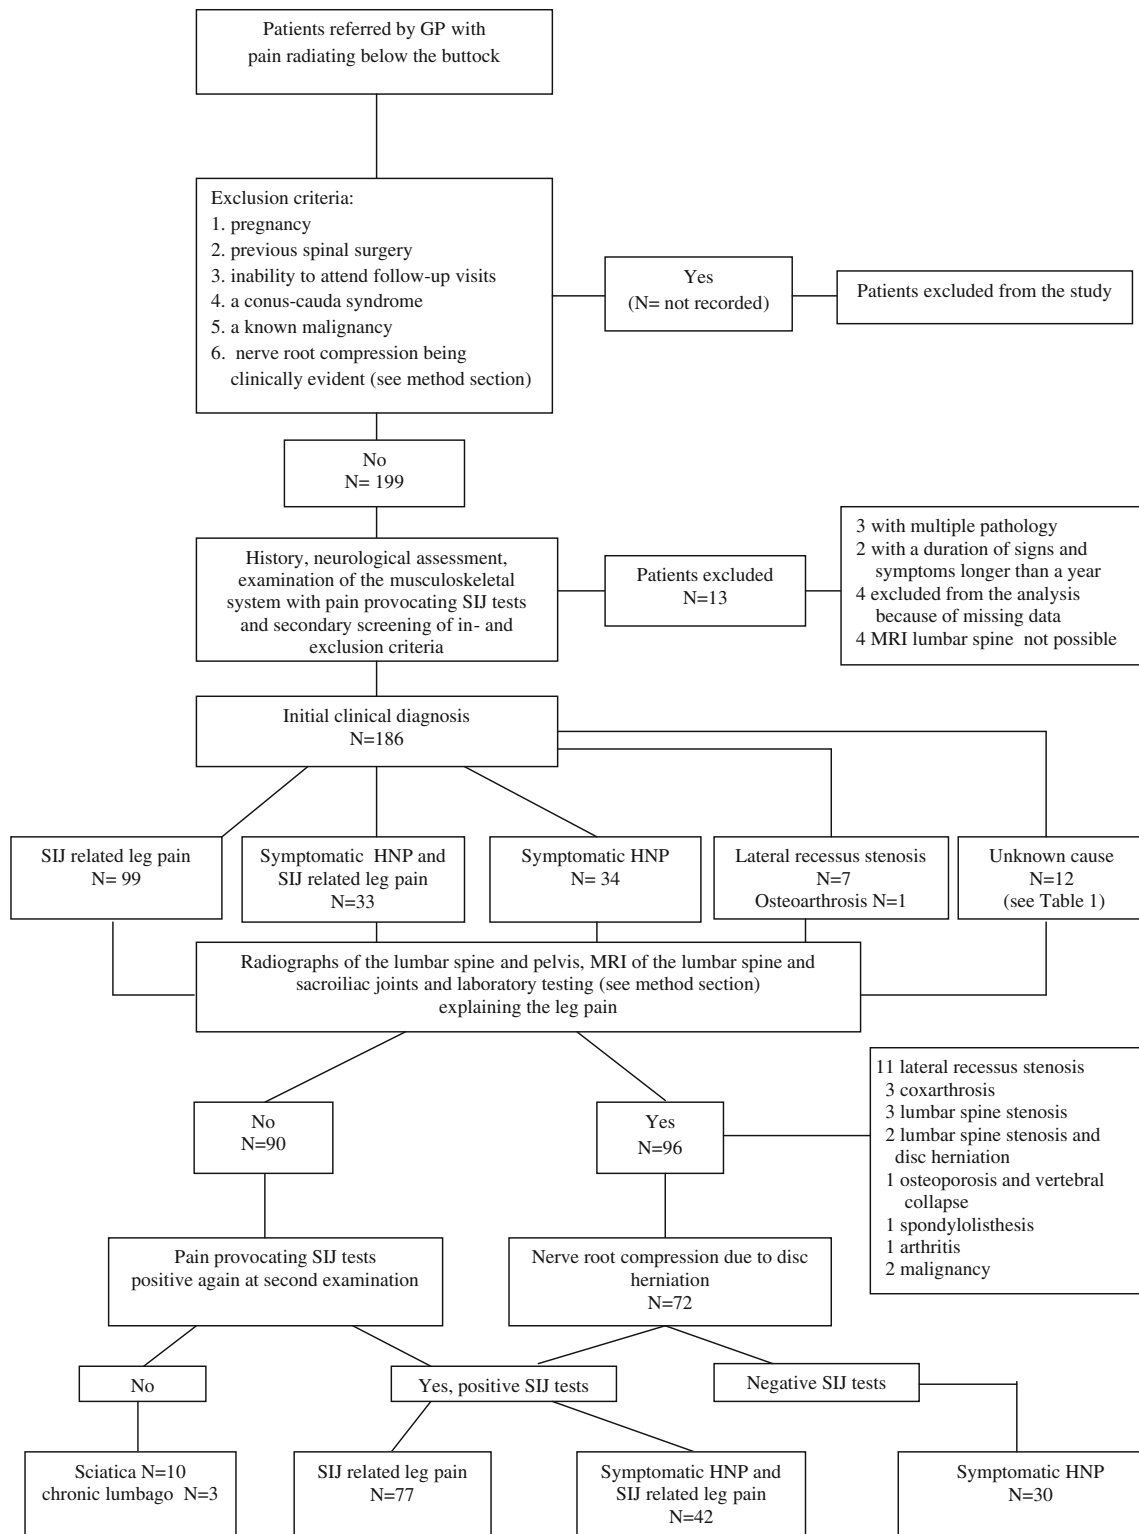 Patients referred by GP with
pain radiating below the buttock
Exclusion criteria:
1. pregnancy
2. previous spinal surgery
3. inability to attend follow-up visits
4. a conus-cauda syndrome
5. a known malignancy
6. nerve root compression being
clinically evident (see method section)
Yes
(N= not recorded)
Patients excluded from the study
No
N= 199
History, neurological assessment,
examination of the musculoskeletal
system with pain provocating SIJ tests
and secondary screening of in- and
exclusion criteria
Patients excluded
N=13
3 with multiple pathology
2 with a duration of signs and
symptoms longer than a year
4 excluded from the analysis
because of missing data
4 MRI lumbar spine not possible
Initial clinical diagnosis
N=186
SIJ related leg pain
N= 99
Symptomatic HNP and
SIJ related leg pain
N=33
Symptomatic HNP
N= 34
Lateral recessus stenosis
N=7
Osteoarthrosis N=1
Unknown cause
N=12
(see Table 1)
Radiographs of the lumbar spine and pelvis, MRI of the lumbar spine and
sacroiliac joints and laboratory testing (see method section)
explaining the leg pain
No
N=90
Yes
N=96
11 lateral recessus stenosis
3 coxarthrosis
3 lumbar spine stenosis
2 lumbar spine stenosis and
disc herniation
1 osteoporosis and vertebral
collapse
1 spondylolisthesis
1 arthritis
2 malignancy
Pain provocating SIJ tests
positive again at second examination
Nerve root compression due to disc
herniation
N=72
No
Yes, positive SIJ tests
Negative SIJ tests
Sciatica N=10
chronic lumbago N=3
SIJ related leg pain
N=77
Symptomatic HNP and
SIJ related leg pain
N=42
Symptomatic HNP
N=30